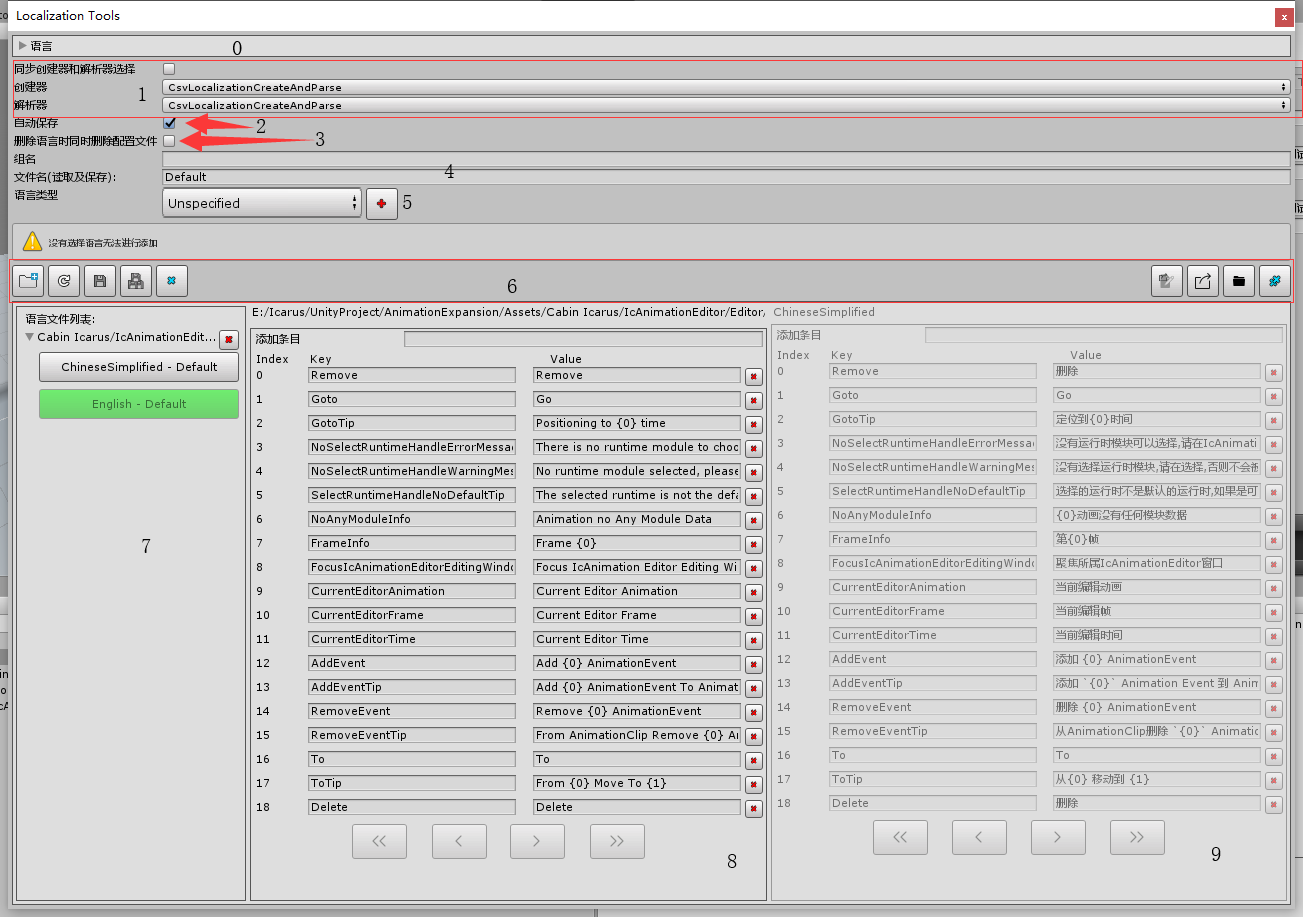 Localization Tools
x
语言
0
同步创建器和解析器选择
创建器
CsvLocalizationCreateAndParse
1
解析器
CsvLocalizationCreateAndParse
自动保存
2
删除语言时同时删除配置文件
3
组名
文件名(读取及保存):
Default
4
语言类型
Unspecified
5
没有选择语言无法进行添加
6
语言文件列表:
Cabin Icarus/IcAnimationEdit...
ChineseSimplified - Default
English - Default
7
E:/Icarus/UnityProject/AnimationExpansion/Assets/Cabin Icarus/IcAnimationEditor/Editor,
添加条目
Index Key Value
0 Remove Remove
1 Goto Go
2 GotoTip Positioning to {0} time
3 NoSelectRuntimeHandleErrorMessa There is no runtime module to choo
4 NoSelectRuntimeHandleWarningMes No runtime module selected, please
5 SelectRuntimeHandleNoDefaultTip The selected runtime is not the defa
6 NoAnyModuleInfo Animation no Any Module Data
7 FrameInfo Frame {0}
8 FocusIcAnimationEditorEditingWindo Focus IcAnimation Editor Editing Wi
9 CurrentEditorAnimation Current Editor Animation
10 CurrentEditorFrame Current Editor Frame
11 CurrentEditorTime Current Editor Time
12 AddEvent Add {0} AnimationEvent
13 AddEventTip Add {0} AnimationEvent To Animat
14 RemoveEvent Remove {0} AnimationEvent
15 RemoveEventTip From AnimationClip Remove {0} An
16 To To
17 ToTip From {0} Move To {1}
18 Delete Delete
<< < > >>
8
ChineseSimplified
添加条目
Index Key Value
0 Remove 删除
1 Goto Go
2 GotoTip 定位到{0}时间
3 NoSelectRuntimeHandleErrorMessa 没有运行时模块可以选择,请在IcAnimati
4 NoSelectRuntimeHandleWarningMes 没有选择运行时模块,请在选择,否则不会被
5 SelectRuntimeHandleNoDefaultTip 选择的运行时不是默认的运行时,如果是可
6 NoAnyModuleInfo {0}动画没有任何模块数据
7 FrameInfo 第{0}帧
8 FocusIcAnimationEditorEditingWindo 聚焦所属IcAnimationEditor窗口
9 CurrentEditorAnimation 当前编辑动画
10 CurrentEditorFrame 当前编辑帧
11 CurrentEditorTime 当前编辑时间
12 AddEvent 添加 {0} AnimationEvent
13 AddEventTip 添加 `{0}` Animation Event 到 Anim
14 RemoveEvent 删除 {0} AnimationEvent
15 RemoveEventTip 从AnimationClip删除 `{0}` Animatic
16 To To
17 ToTip 从{0} 移动到 {1}
18 Delete 删除
<< < > >>
9